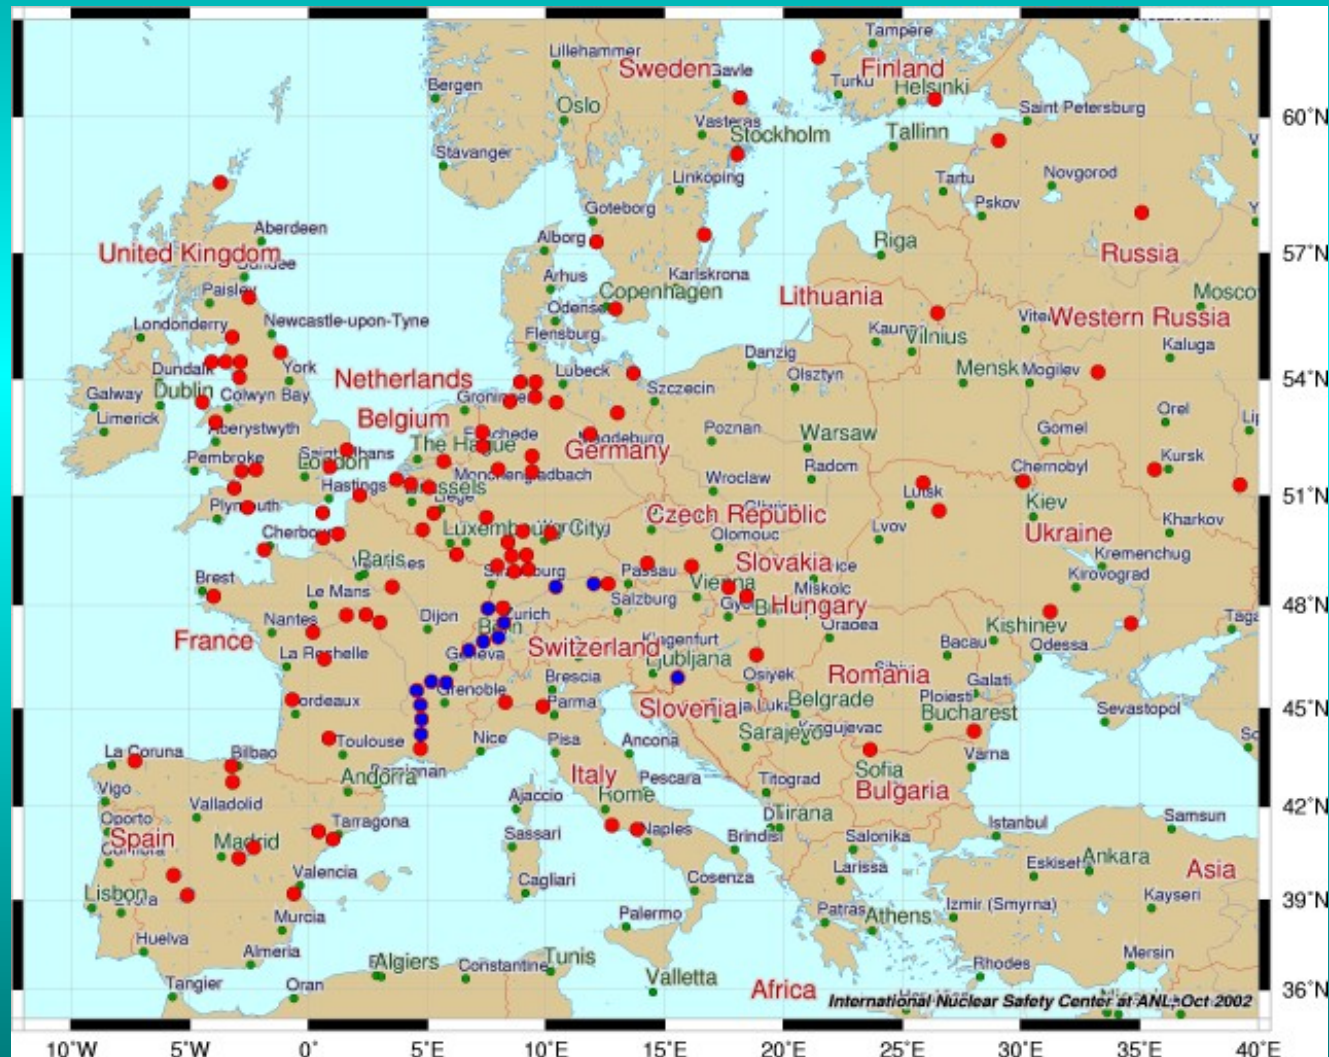 Tampere
Lillehammer
Sweden
Gavle
Finland
Bergen
Turku
Helsinki
Oslo
Saint Petersburg
60°N
Vasteras
Stockholm
Tallinn
Stavanger
Linkoping
Tartu
Novgorod
Pskov
Goteborg
Aberdeen
Alborg
Riga
United Kingdom
Russia
57°N
Dundee
Arhus
Karlskrona
Paisley
Copenhagen
Lithuania
Moscow
Odense
Londonderry
Newcastle-upon-Tyne
Flensburg
Kaunas
Vilnius
Western Russia
Kaluga
York
Danzig
Dundalk
Netherlands
Lubeck
Olsztyn
Mensk
Mogilev
54°N
Galway
Dublin
Colwyn Bay
Szczecin
Limerick
Belgium
Orel
Aberystwyth
Poznan
Warsaw
Gomel
The Hague
Magdeburg
Germany
Pembroke
London
Monchengladbach
Radom
Chernobyl
Kursk
Hastings
Wroclaw
Lutsk
51°N
Plymouth
Kiev
Czech Republic
Kharkov
Luxembourg
Lvov
Ukraine
Olomouc
Paris
Slovakia
Kremenchug
Brest
Passau
Vienna
Miskolc
Kirovograd
Le Mans
Salzburg
Hungary
48°N
Nantes
Dijon
Zurich
Bern
Kishinev
France
Switzerland
Oradea
Bacau
Odessa
La Rochelle
Geneva
Ljubljana
Brescia
Osiyek
Romania
Galati
Grenoble
Belgrade
Ploiesti
Bordeaux
Parma
Slovenia
Bucharest
Sevastopol
45°N
Sarajevo
Kragujevac
La Coruna
Bilbao
Toulouse
Nice
Pisa
Ancona
Varna
Andorra
Italy
Pescara
Titograd
Sofia
Vigo
Valladolid
Ajaccio
Rome
Bulgaria
42°N
Oporto
Spain
Tarragona
Tirana
Samsun
Madrid
Sassari
Naples
Brindisi
Salonika
Istanbul
Ankara
Valencia
Larissa
Asia
Lisbon
Cagliari
Cosenza
Kayseri
39°N
Murcia
Palermo
Patras
Athens
Izmir (Smyrna)
Huelva
Almeria
Tunis
Mersin
Tangier
Oran
Algiers
Constantine
Valletta
Rhodes
Africa
International Nuclear Safety Center at ANL, Oct 2002
36°N
10°W 5°W 0° 5°E 10°E 15°E 20°E 25°E 30°E 35°E 40°E